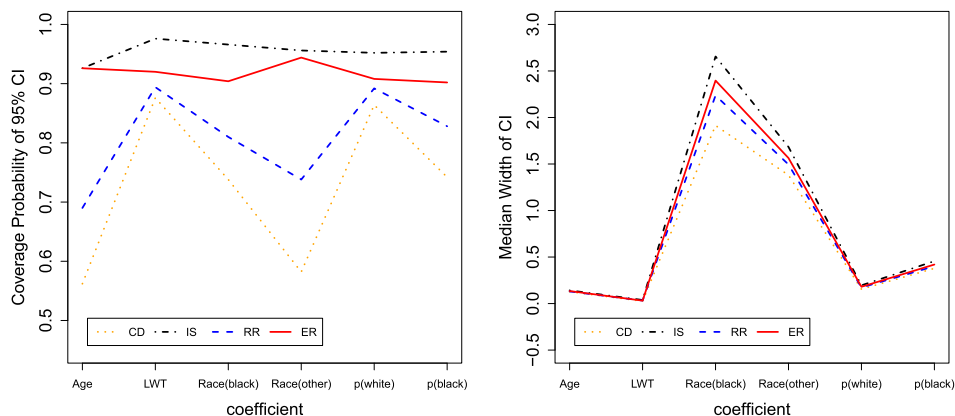 Coverage Probability of 95% CI
1.0
0.9
0.8
0.7
0.6
0.5
CD IS RR ER
Age LWT Race(black) Race(other) p(white) p(black)
coefficient
Median Width of CI
3.0
2.5
2.0
1.5
1.0
0.5
0.0
−0.5
CD IS RR ER
Age LWT Race(black) Race(other) p(white) p(black)
coefficient